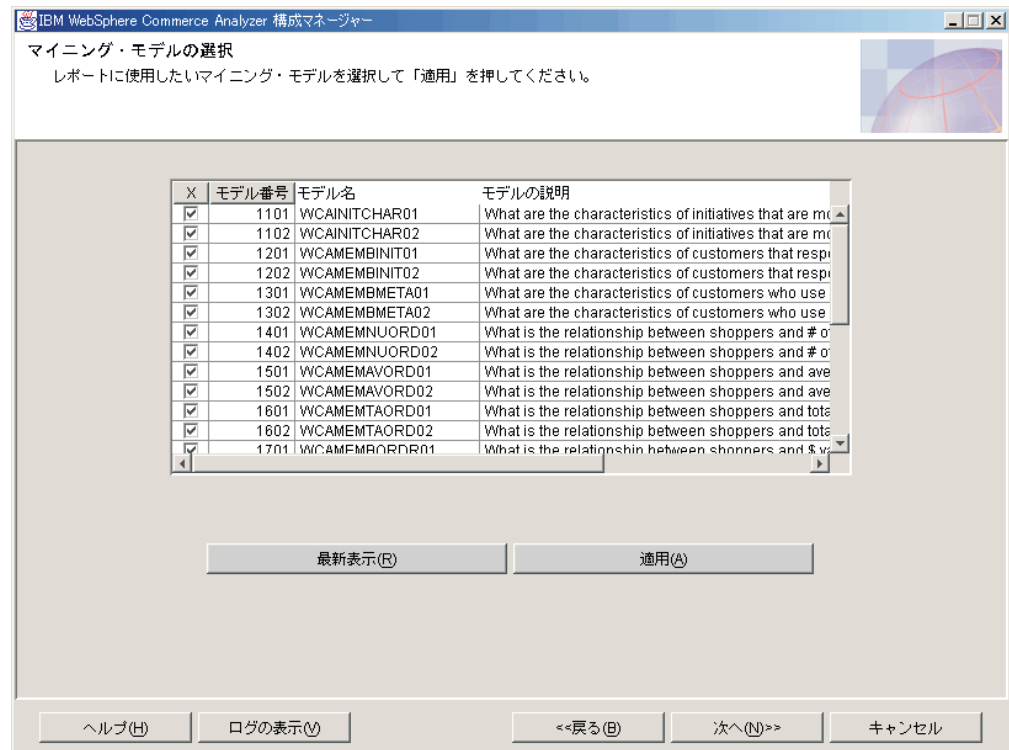 IBM WebSphere Commerce Analyzer 構成マネージャー
マイニング・モデルの選択
レポートに使用したいマイニング・モデルを選択して「適用」を押してください。
X モデル番号 モデル名 モデルの説明
1101 WCAINITCHAR01 What are the characteristics of initiatives that are
1102 WCAINITCHAR02 What are the characteristics of initiatives that are
1201 WCAMEMBINIT01 What are the characteristics of customers that
1202 WCAMEMBINIT02 What are the characteristics of customers that
1301 WCAMEMBMETA01 What are the characteristics of customers who use
1302 WCAMEMBMETA02 What are the characteristics of customers who use
1401 WCAMEMNUORD01 What is the relationship between shoppers and #
1402 WCAMEMNUORD02 What is the relationship between shoppers and #
1501 WCAMEMAVORD01 What is the relationship between shoppers and ave
1502 WCAMEMAVORD02 What is the relationship between shoppers and ave
1601 WCAMEMTAORD01 What is the relationship between shoppers and tota
1602 WCAMEMTAORD02 What is the relationship between shoppers and tota
1701 WCAMEMBORDR01 What is the relationship between shoppers and $
最新表示(R) 適用(A)
ヘルプ(H) ログの表示(V) <<戻る(B) 次へ(N)>> キャンセル